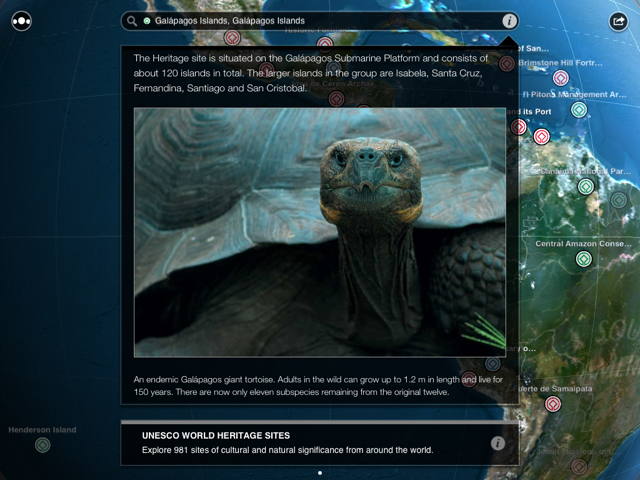 Galápagos Islands, Galápagos Islands
The Heritage site is situated on the Galápagos Submarine Platform and consists of
about 120 islands in total. The larger islands in the group are Isabela, Santa Cruz,
Fernandina, Santiago and San Cristobal.
of San...
Brimstone Hill Fortr...
Management Ar...
and its Port
National Par...
Central Amazon Conse...
SOU
An endemic Galápagos giant tortoise. Adults in the wild can grow up to 1.2 m in length and live for
150 years. There are now only eleven subspecies remaining from the original twelve.
Fuerte de Samaipata
Henderson Island
UNESCO WORLD HERITAGE SITES
Explore 981 sites of cultural and natural significance from around the world.